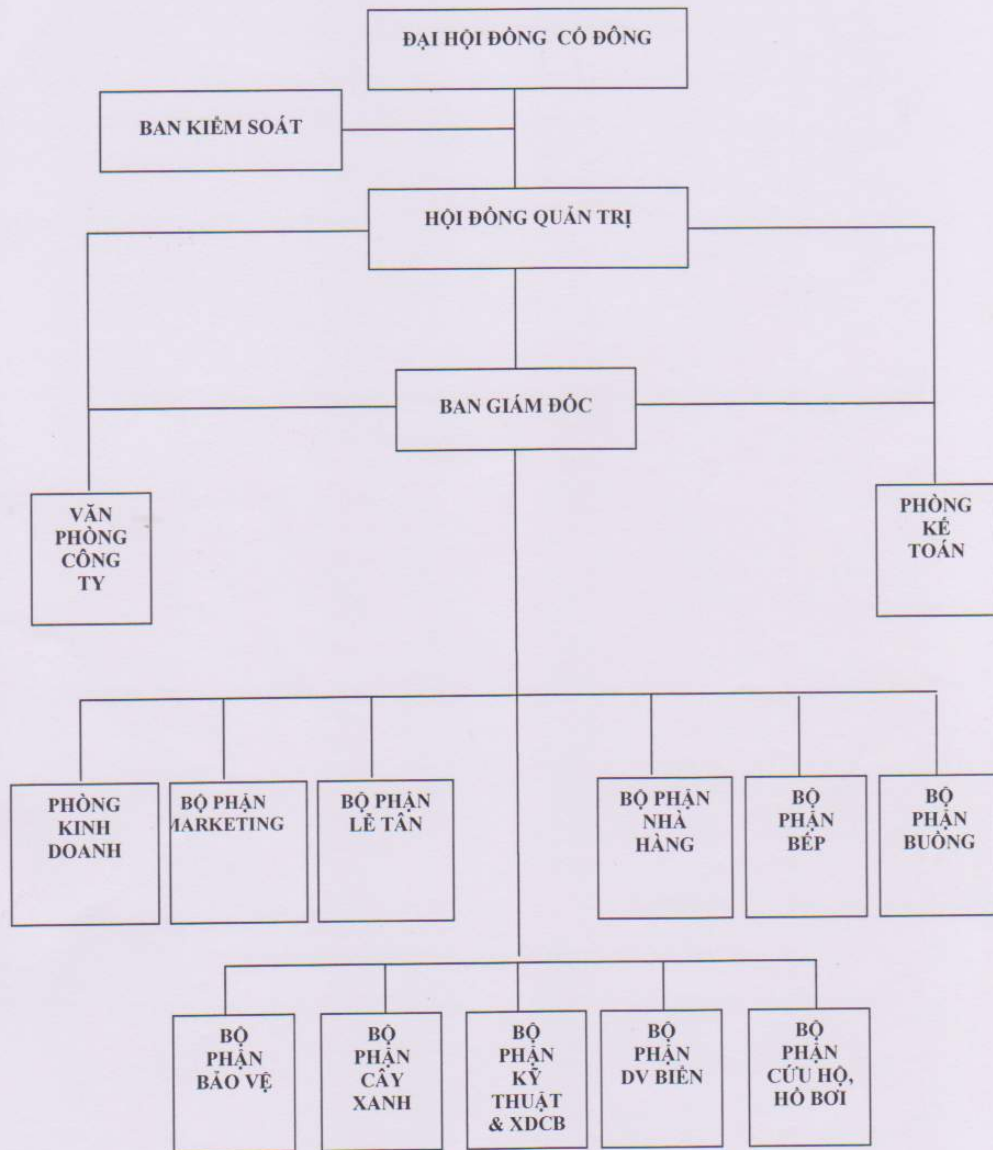 ĐẠI HỘI ĐỒNG CỔ ĐÔNG
BAN KIỂM SOÁT
HỘI ĐỒNG QUẢN TRỊ
BAN GIÁM ĐỐC
VĂN
PHÒNG
CÔNG
TY
PHÒNG
KẾ
TOÁN
PHÒNG
KINH
DOANH
BỘ PHẬN
MARKETING
BỘ PHẬN
LỄ TÂN
BỘ PHẬN
NHÀ
HÀNG
BỘ
PHẬN
BẾP
BỘ
PHẬN
BUỒNG
BỘ
PHẬN
BẢO VỆ
BỘ
PHẬN
CÂY
XANH
BỘ
PHẬN
KỸ
THUẬT
& XDCB
BỘ
PHẬN
DV BIỂN
BỘ
PHẬN
CỨU HỘ,
HỒ BƠI